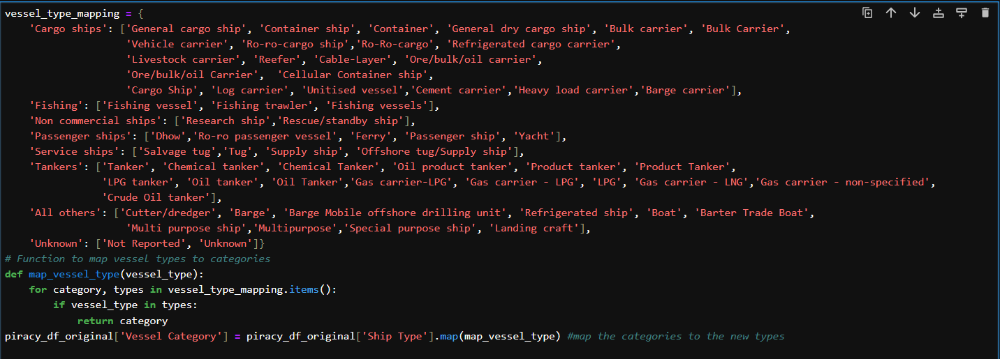 vessel_type_mapping = {
    'Cargo ships': ['General cargo ship', 'Container ship', 'Container', 'General dry cargo ship', 'Bulk carrier', 'Bulk Carrier',
                    'Vehicle carrier', 'Ro-ro-cargo ship','Ro-Ro-cargo', 'Refrigerated cargo carrier',
                    'Livestock carrier', 'Reefer', 'Cable-Layer', 'Ore/bulk/oil carrier',
                    'Ore/bulk/oil Carrier',  'Cellular Container ship',
                    'Cargo Ship', 'Log carrier', 'Unitised vessel','Cement carrier','Heavy load carrier','Barge carrier'],
    'Fishing': ['Fishing vessel', 'Fishing trawler', 'Fishing vessels'],
    'Non commercial ships': ['Research ship','Rescue/standby ship'],
    'Passenger ships': ['Dhow','Ro-ro passenger vessel', 'Ferry', 'Passenger ship', 'Yacht'],
    'Service ships': ['Salvage tug','Tug', 'Supply ship', 'Offshore tug/Supply ship'],
    'Tankers': ['Tanker', 'Chemical tanker', 'Chemical Tanker', 'Oil product tanker', 'Product tanker', 'Product Tanker',
                'LPG tanker', 'Oil tanker', 'Oil Tanker','Gas carrier-LPG', 'Gas carrier - LPG', 'LPG', 'Gas carrier - LNG','Gas carrier - non-specified',
                'Crude Oil tanker'],
    'All others': ['Cutter/dredger', 'Barge', 'Barge Mobile offshore drilling unit', 'Refrigerated ship', 'Boat', 'Barter Trade Boat',
                    'Multi purpose ship','Multipurpose','Special purpose ship', 'Landing craft'],
    'Unknown': ['Not Reported', 'Unknown']}
# Function to map vessel types to categories
def map_vessel_type(vessel_type):
    for category, types in vessel_type_mapping.items():
        if vessel_type in types:
            return category
piracy_df_original['Vessel Category'] = piracy_df_original['Ship Type'].map(map_vessel_type) #map the categories to the new types